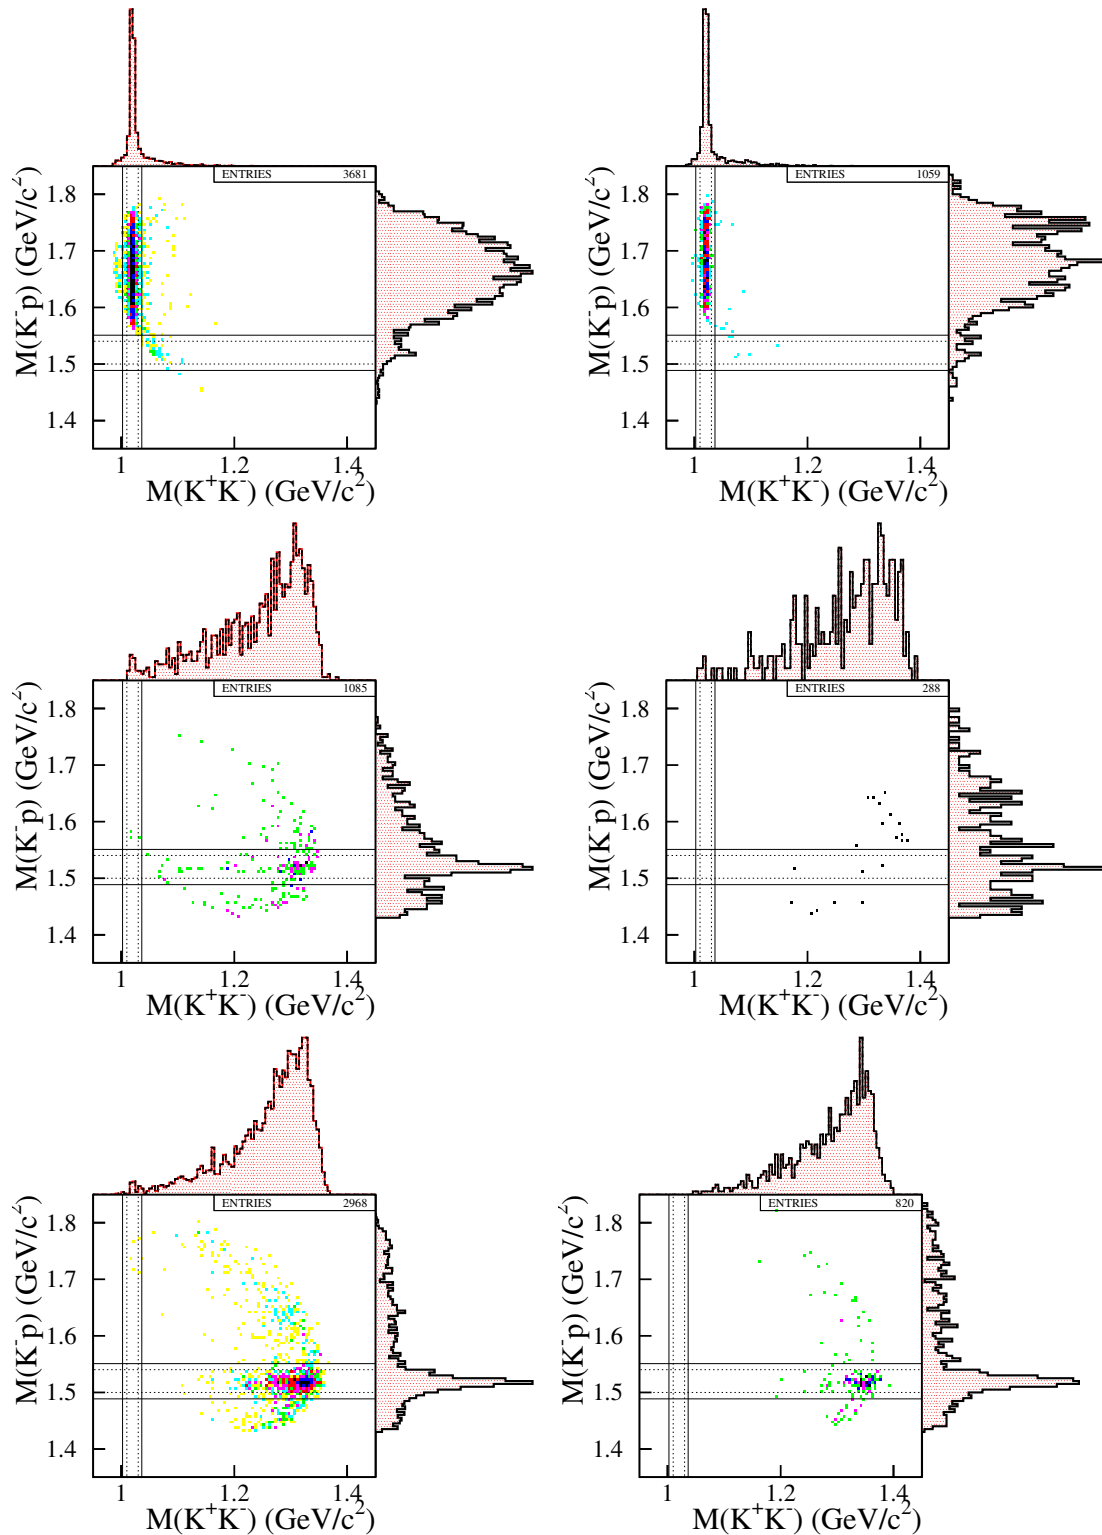 ENTRIES 3681
1.8
1.7
1.6
1.5
1.4
M(K-p) (GeV/c²)
1 1.2 1.4
M(K⁺K⁻) (GeV/c²)
ENTRIES 1059
1.8
1.7
1.6
1.5
1.4
M(K-p) (GeV/c²)
1 1.2 1.4
M(K⁺K⁻) (GeV/c²)
ENTRIES 1085
1.8
1.7
1.6
1.5
1.4
M(K-p) (GeV/c²)
1 1.2 1.4
M(K⁺K⁻) (GeV/c²)
ENTRIES 288
1.8
1.7
1.6
1.5
1.4
M(K-p) (GeV/c²)
1 1.2 1.4
M(K⁺K⁻) (GeV/c²)
ENTRIES 2968
1.8
1.7
1.6
1.5
1.4
M(K-p) (GeV/c²)
1 1.2 1.4
M(K⁺K⁻) (GeV/c²)
ENTRIES 820
1.8
1.7
1.6
1.5
1.4
M(K-p) (GeV/c²)
1 1.2 1.4
M(K⁺K⁻) (GeV/c²)